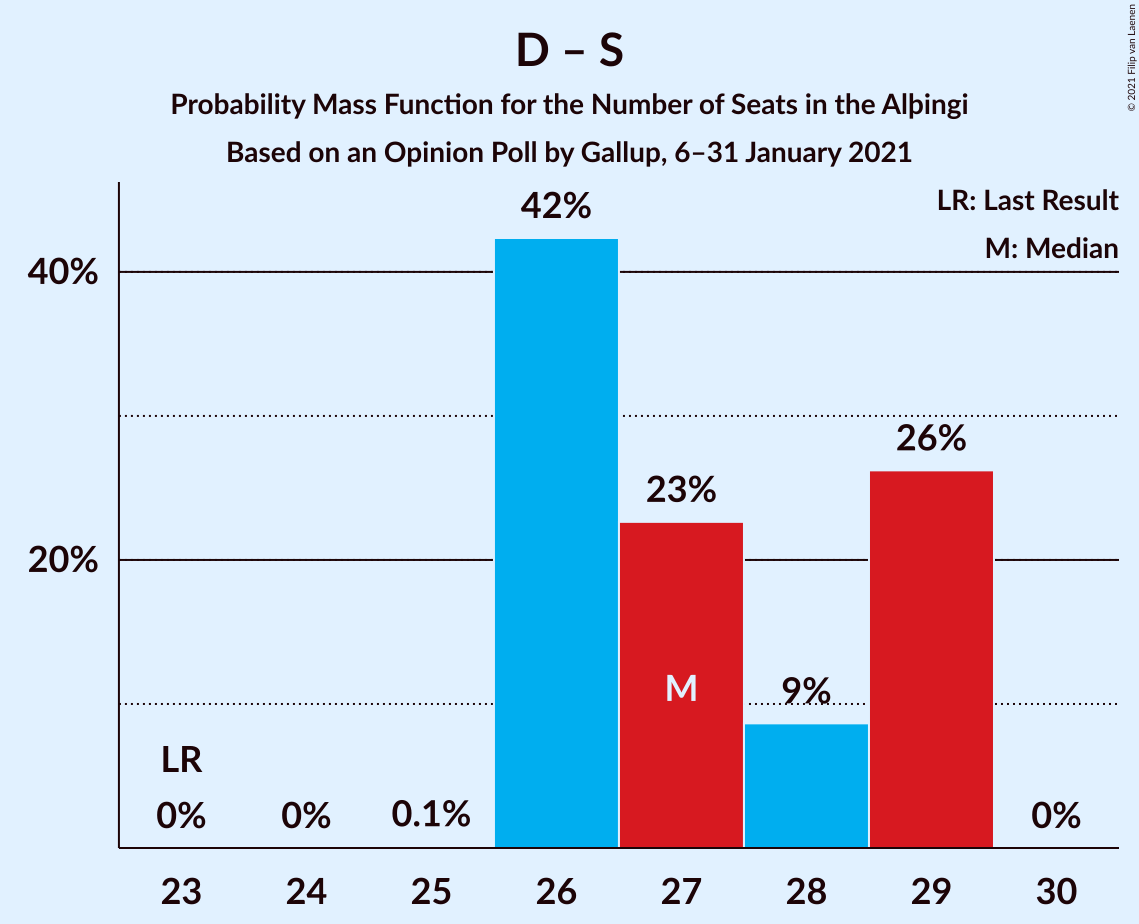 D – S
Probability Mass Function for the Number of Seats in the Alþingi
Based on an Opinion Poll by Gallup, 6–31 January 2021
© 2021 Filip van Laenen
LR: Last Result
M: Median
42%
40%
26%
23%
20%
M
9%
LR
0%
0%
0.1%
0%
23
24
25
26
27
28
29
30